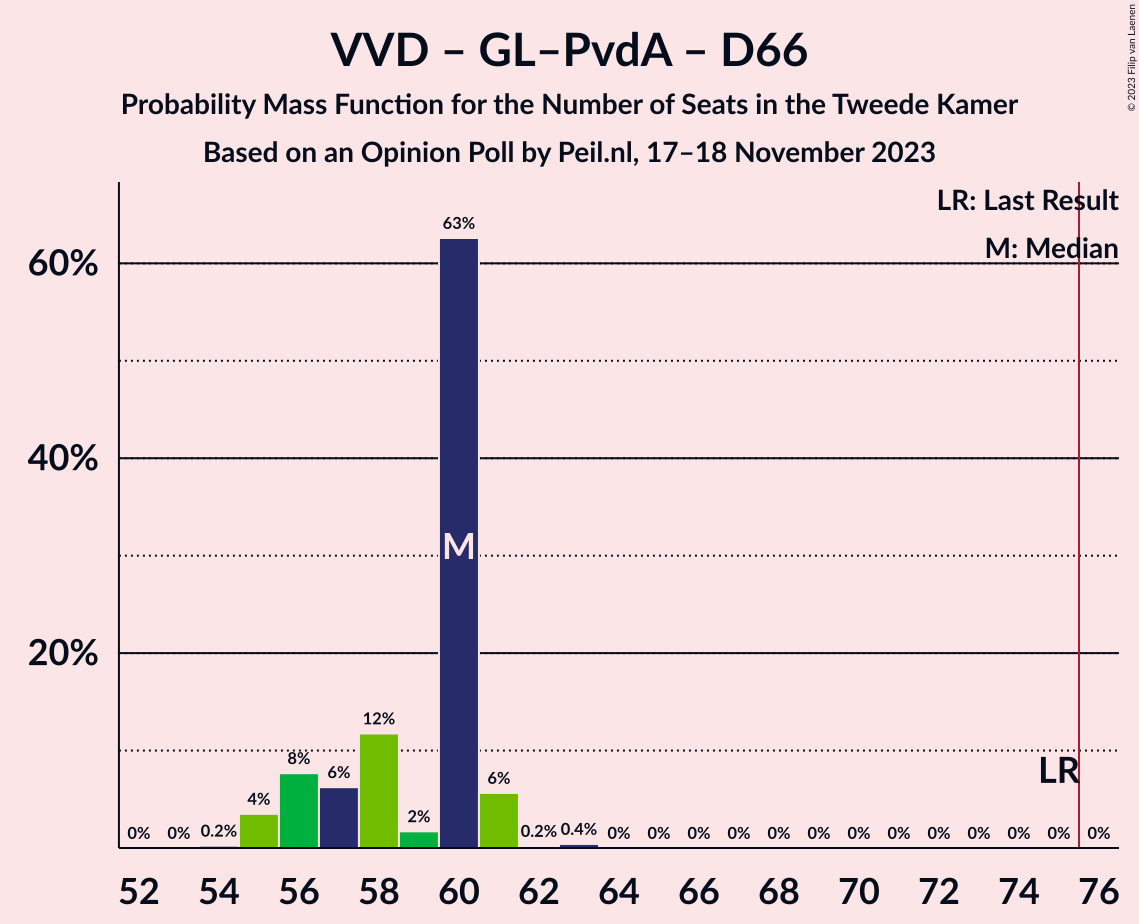 VVD – GL–PvdA – D66
Probability Mass Function for the Number of Seats in the Tweede Kamer
Based on an Opinion Poll by Peil.nl, 17–18 November 2023
© 2023 Filip van Laenen
LR: Last Result
M: Median
60%
40%
20%
0% 0% 0.2% 4% 8% 6% 12% 2% 63% 6% 0.2% 0.4% 0% 0% 0% 0% 0% 0% 0% 0% 0% 0% 0% 0% 0%
M
LR
52 54 56 58 60 62 64 66 68 70 72 74 76